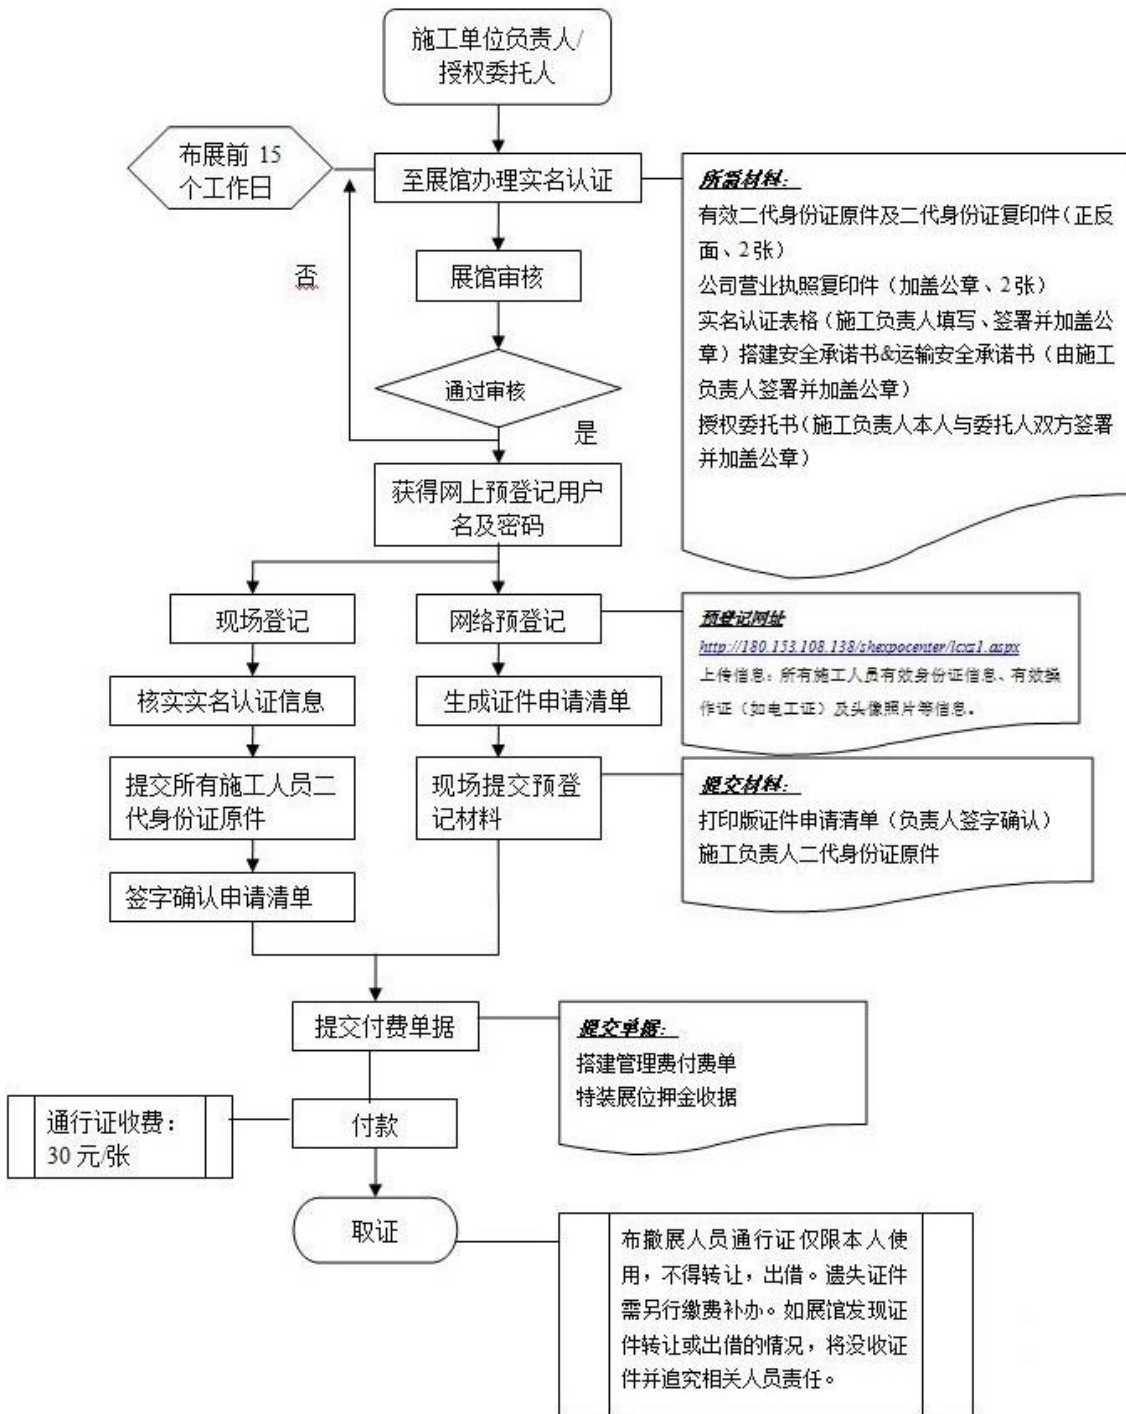 施工单位负责人/
授权委托人
布展前 15
个工作日
至展馆办理实名认证
所需材料：
有效二代身份证原件及二代身份证复印件（正反
面、2张）
公司营业执照复印件（加盖公章、2张）
实名认证表格（施工负责人填写、签署并加盖公
章）搭建安全承诺书&运输安全承诺书（由施工
负责人签署并加盖公章）
授权委托书（施工负责人本人与委托人双方签署
并加盖公章）
展馆审核
否
通过审核
是
获得网上预登记用户
名及密码
现场登记
网络预登记
预登记网址
http://180.153.108.138/shexpocenter/lcxz1.aspx
上传信息：所有施工人员有效身份证信息、有效操
作证（如电工证）及头像照片等信息。
核实实名认证信息
生成证件申请清单
提交所有施工人员二
代身份证原件
现场提交预登
记材料
提交材料：
打印版证件申请清单（负责人签字确认）
施工负责人二代身份证原件
签字确认申请清单
提交付费单据
提交单据：
搭建管理费付费单
特装展位押金收据
通行证收费：
30 元/张
付款
取证
布撤展人员通行证仅限本人使
用，不得转让，出借。遗失证件
需另行缴费补办。如展馆发现证
件转让或出借的情况，将没收证
件并追究相关人员责任。